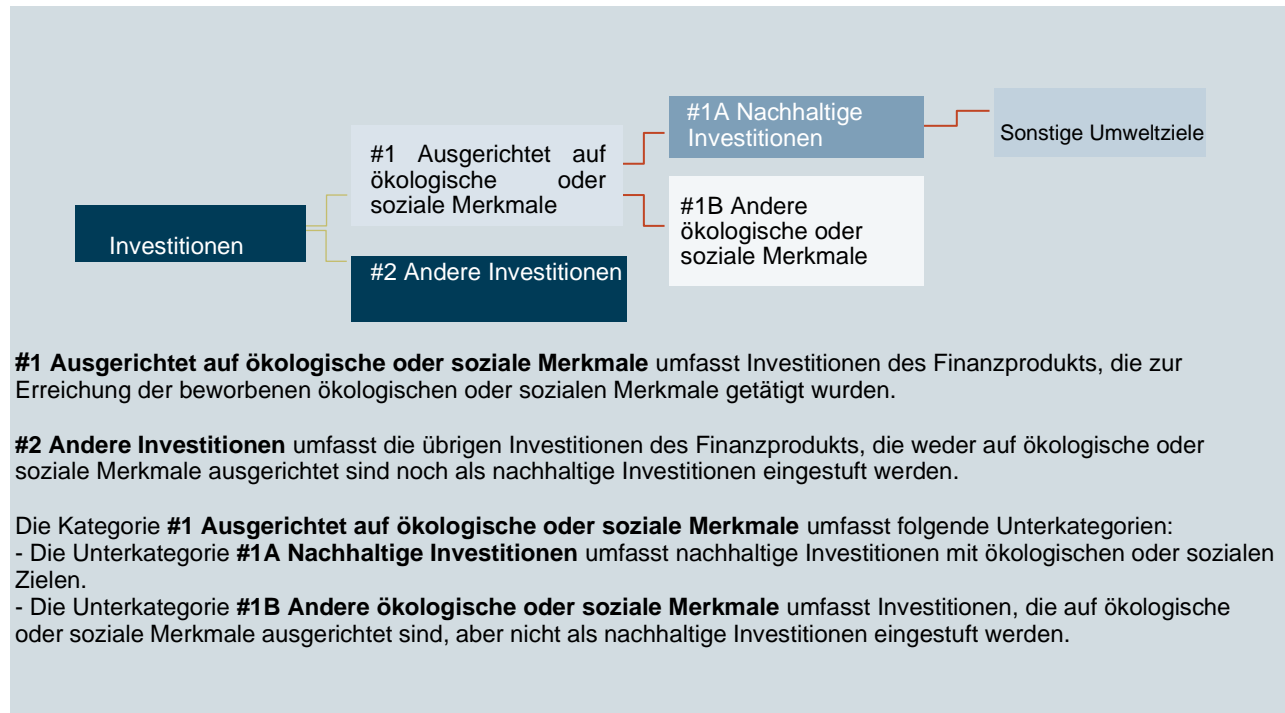 #1A Nachhaltige
Investitionen
Sonstige Umweltziele
#1 Ausgerichtet auf
ökologische oder
soziale Merkmale
#1B Andere
ökologische oder
soziale Merkmale
Investitionen
#2 Andere Investitionen
#1 Ausgerichtet auf ökologische oder soziale Merkmale umfasst Investitionen des Finanzprodukts, die zur
Erreichung der beworbenen ökologischen oder sozialen Merkmale getätigt wurden.
#2 Andere Investitionen umfasst die übrigen Investitionen des Finanzprodukts, die weder auf ökologische oder
soziale Merkmale ausgerichtet sind noch als nachhaltige Investitionen eingestuft werden.
Die Kategorie #1 Ausgerichtet auf ökologische oder soziale Merkmale umfasst folgende Unterkategorien:
- Die Unterkategorie #1A Nachhaltige Investitionen umfasst nachhaltige Investitionen mit ökologischen oder sozialen
Zielen.
- Die Unterkategorie #1B Andere ökologische oder soziale Merkmale umfasst Investitionen, die auf ökologische
oder soziale Merkmale ausgerichtet sind, aber nicht als nachhaltige Investitionen eingestuft werden.